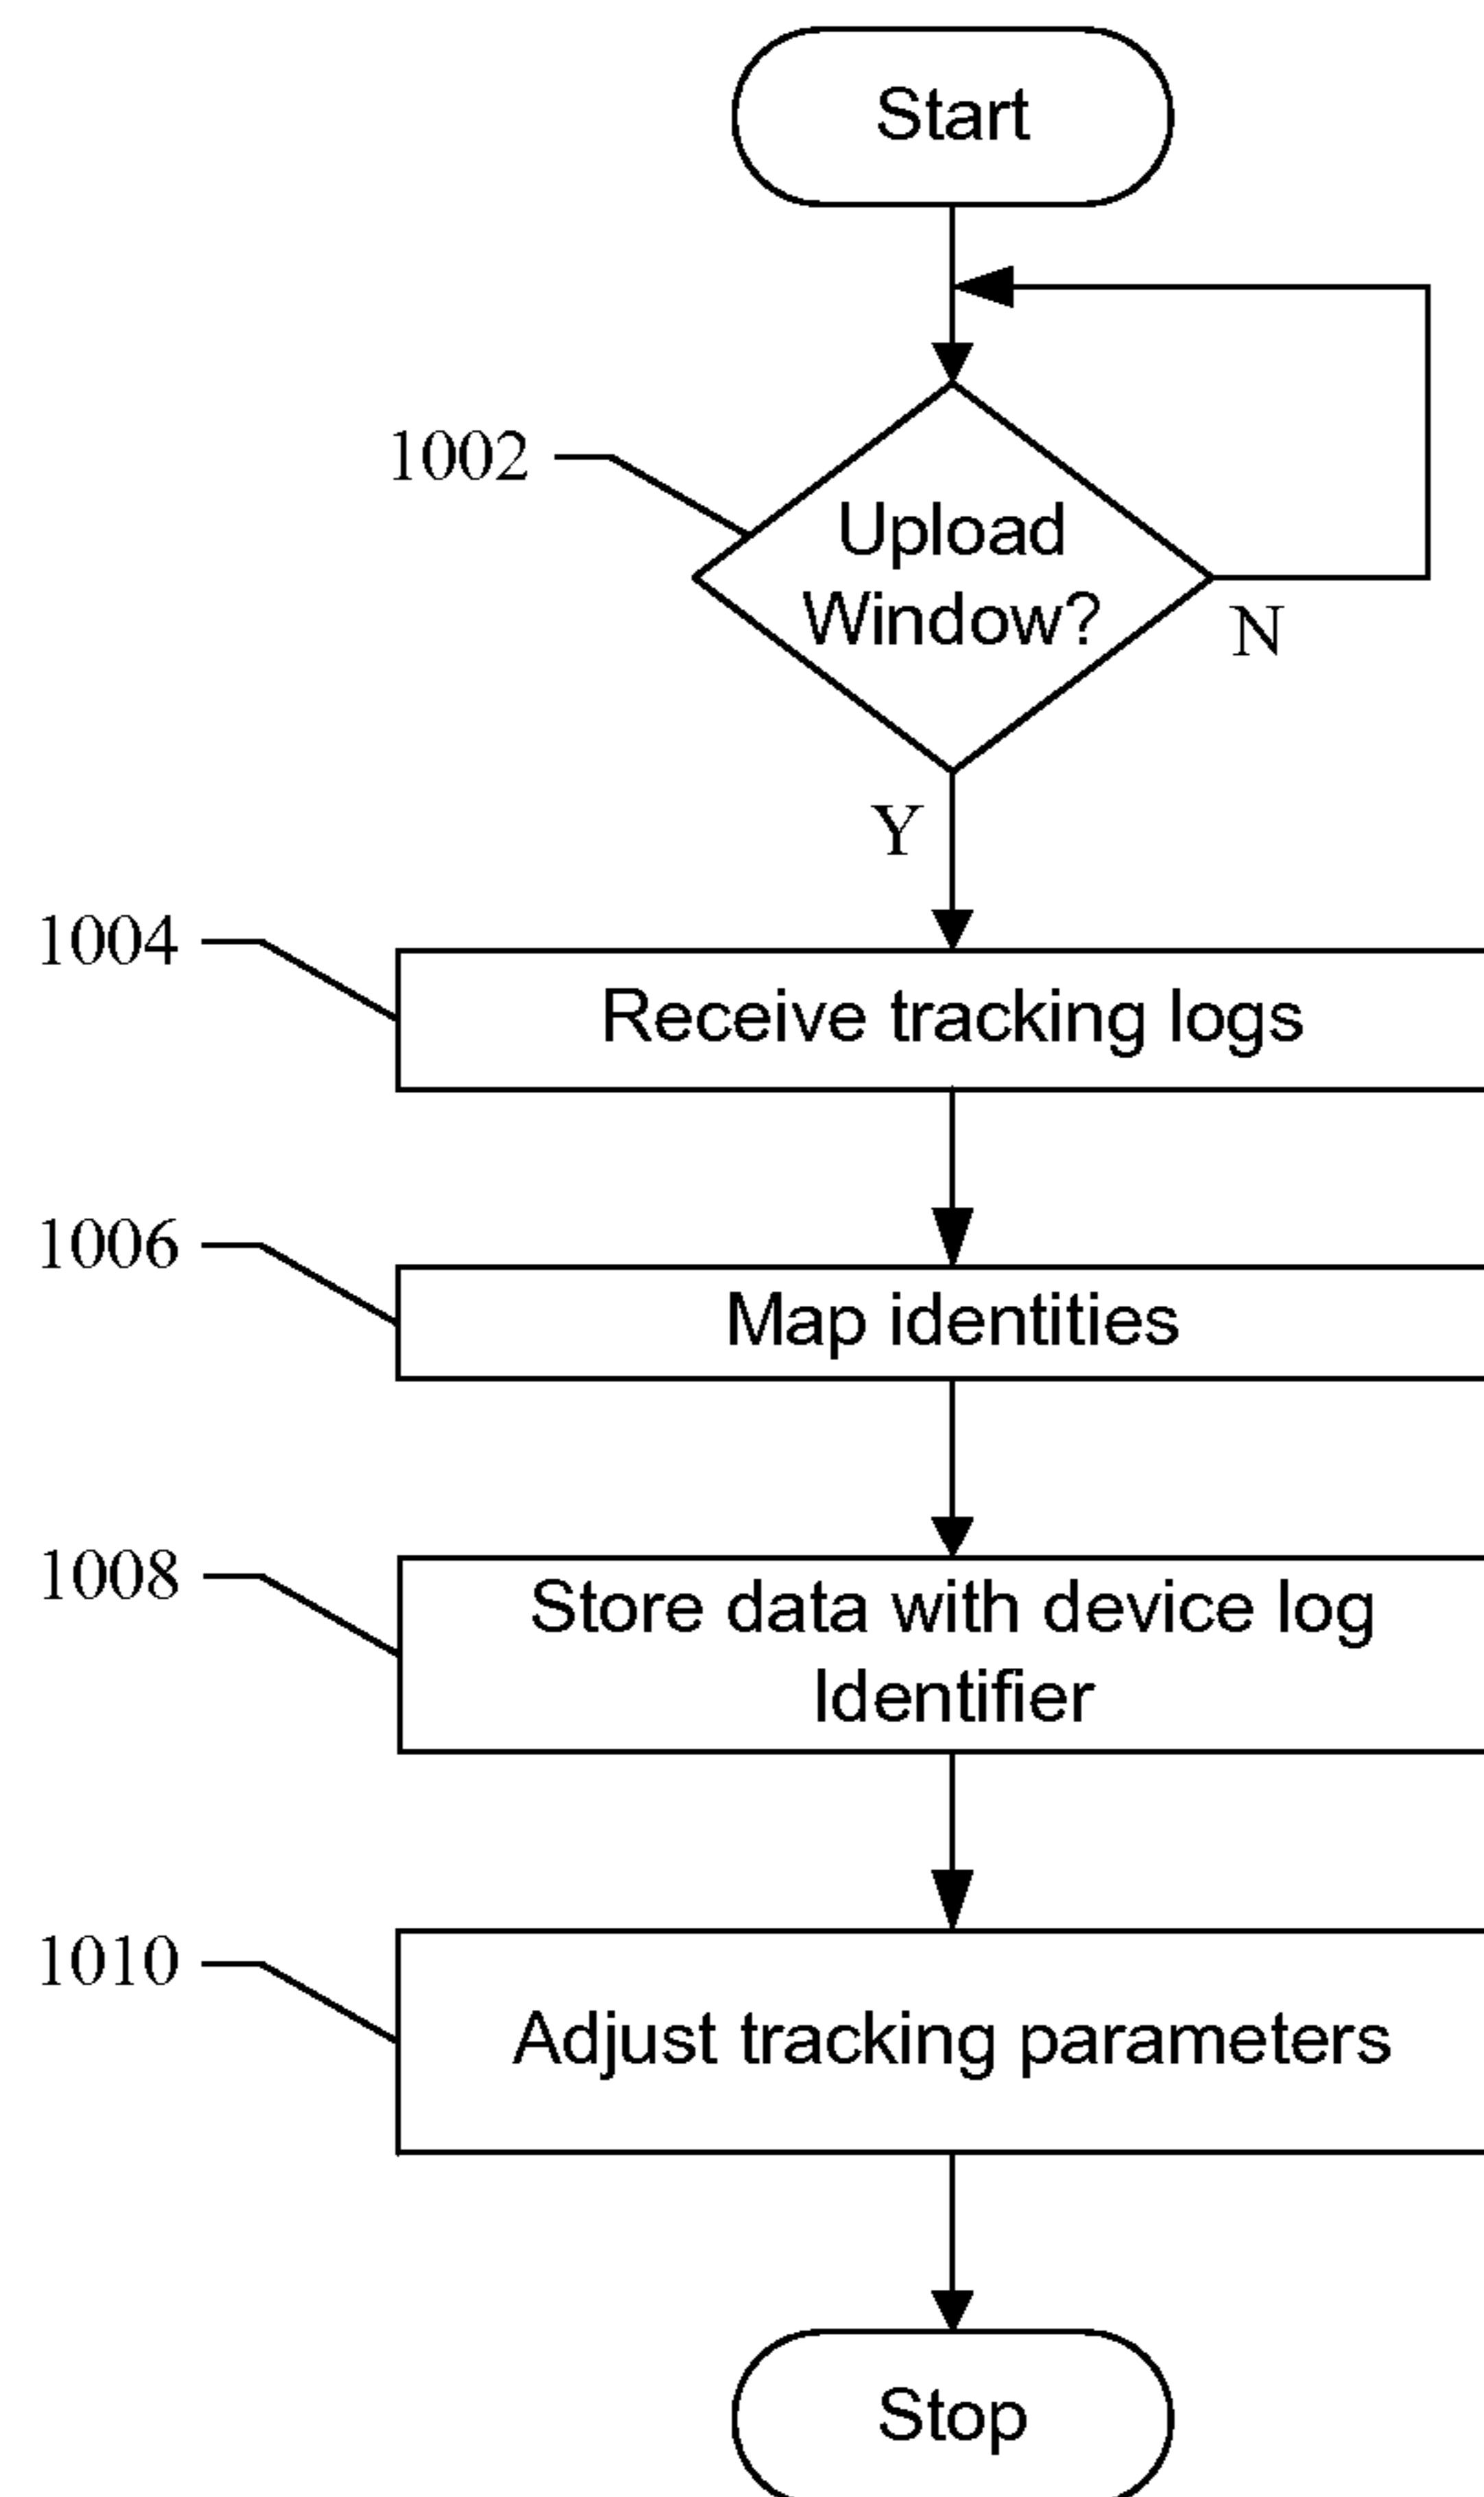 Start
1002
Upload
Window?
N
Y
1004
Receive tracking logs
1006
Map identities
1008
Store data with device log
Identifier
1010
Adjust tracking parameters
Stop